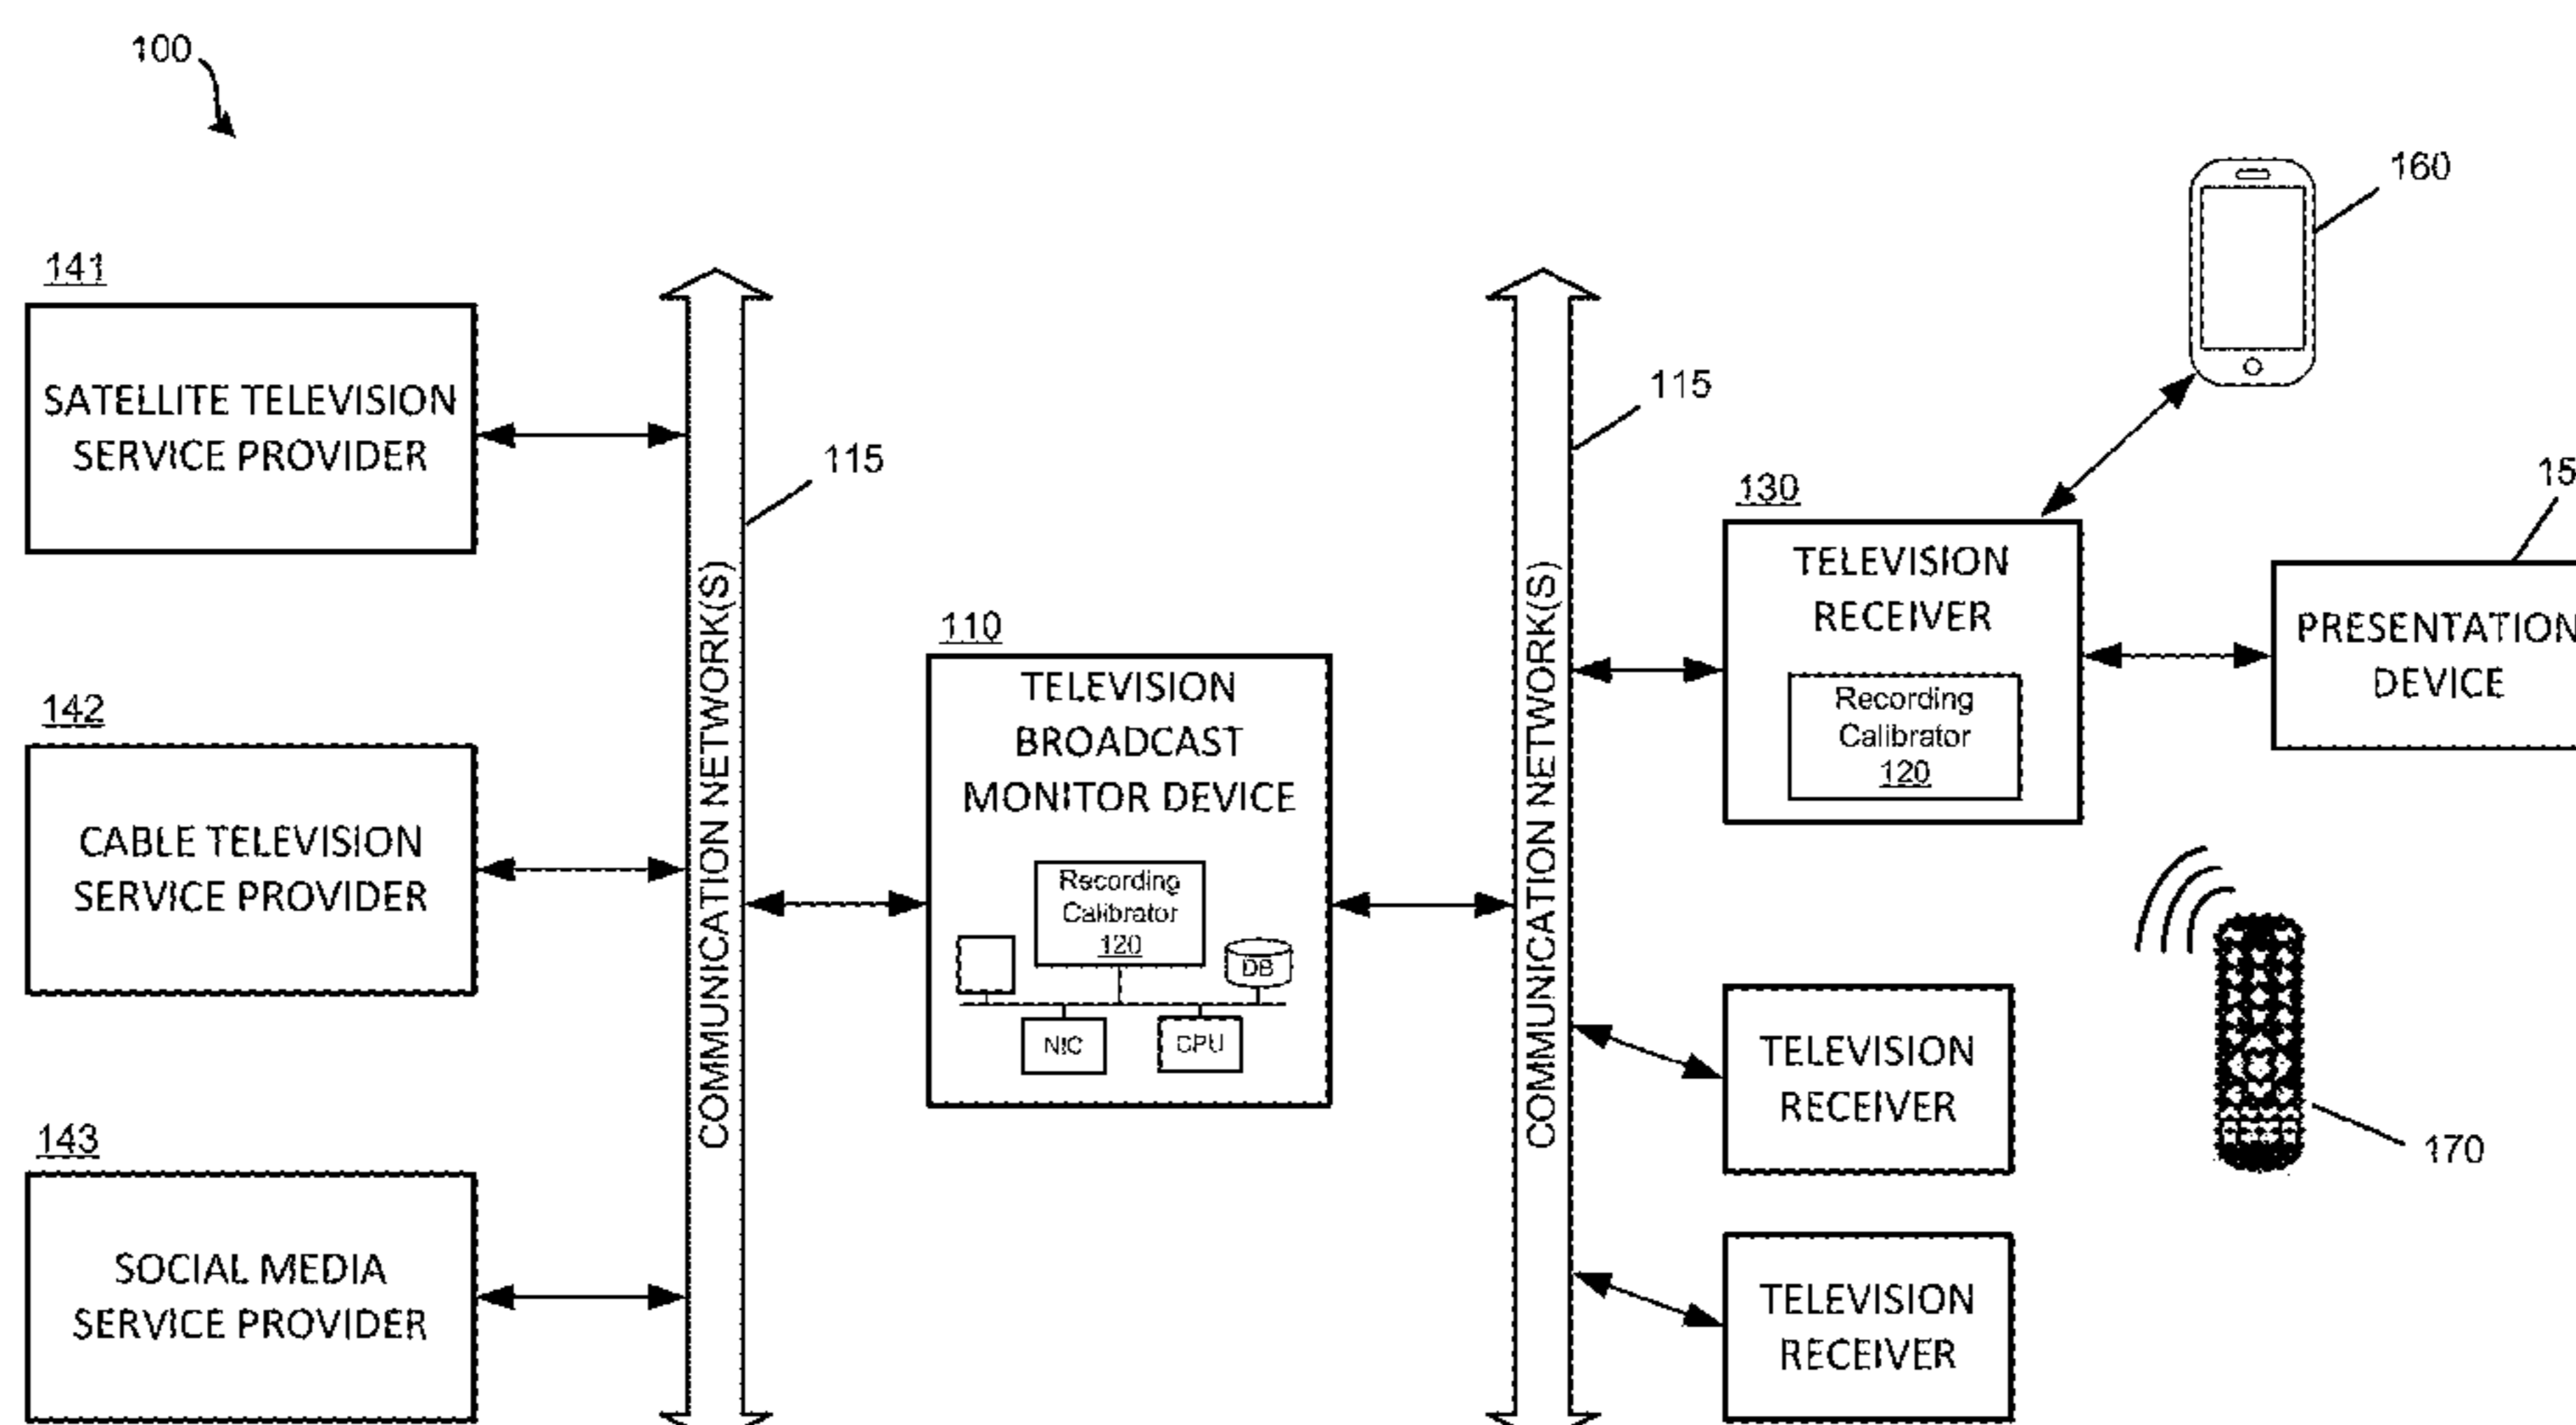 100
160
141
SATELLITE TELEVISION
SERVICE PROVIDER
115
115
130
TELEVISION
RECEIVER
Recording
Calibrator
120
15
PRESENTATION
DEVICE
COMMUNICATION NETWORK(S)
110
TELEVISION
BROADCAST
MONITOR DEVICE
Recording
Calibrator
120
DB
NIC
CPU
COMMUNICATION NETWORK(S)
142
CABLE TELEVISION
SERVICE PROVIDER
TELEVISION
RECEIVER
170
143
SOCIAL MEDIA
SERVICE PROVIDER
TELEVISION
RECEIVER